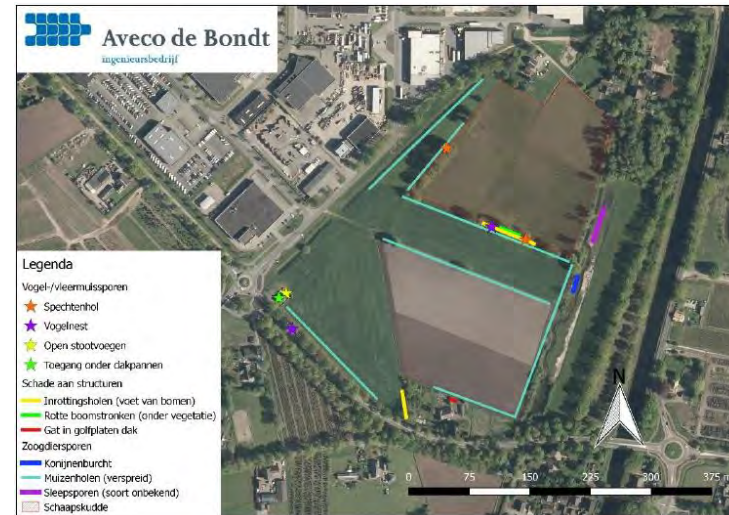 Aveco de Bondt
ingenieursbedrijf
Legenda
Vogel-/vleermuissporen
Spechtenhol
Vogelnest
Open stootvoegen
Toegang onder dakpannen
Schade aan structuren
Inrottingsholen (voet van bomen)
Rotte boomstronken (onder vegetatie)
Gat in golfplaten dak
Zoogdiersporen
Konijnenburcht
Muizenholen (verspreid)
Sleepsporen (soort onbekend)
Schaapskudde
N
0 75 150 225 300 375 m